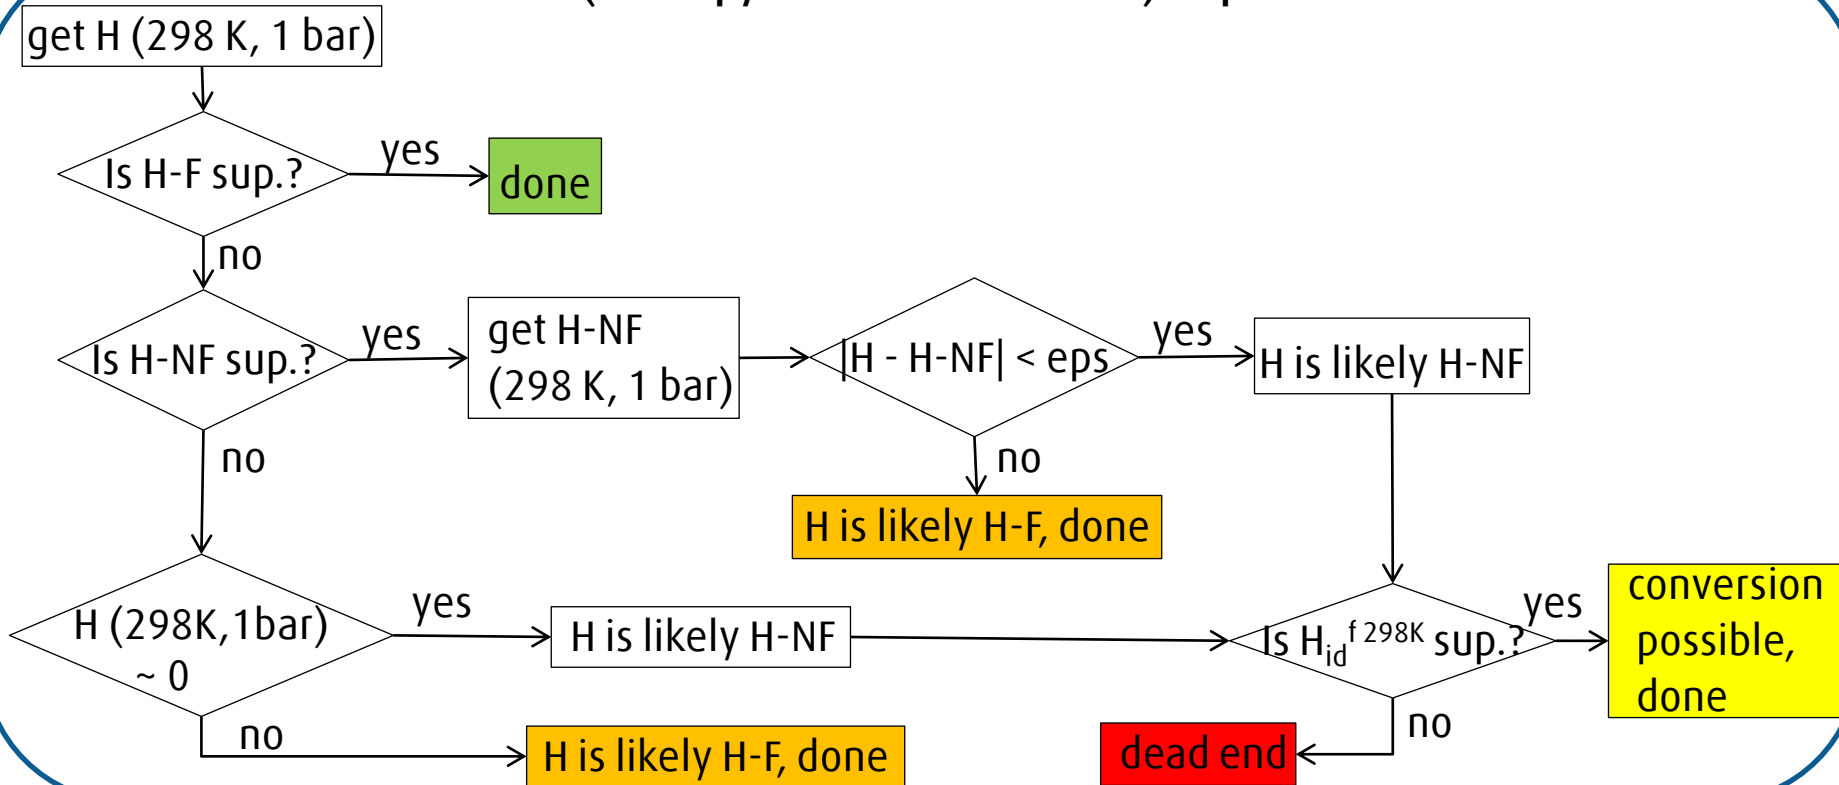 get H (298 K, 1 bar)
Is H-F sup.?
yes
done
no
Is H-NF sup.?
yes
get H-NF
(298 K, 1 bar)
|H - H-NF| < eps
yes
H is likely H-NF
no
H is likely H-F, done
no
H (298K,1bar)
~ 0
yes
H is likely H-NF
Is H_id^f 298K sup.?
yes
conversion
possible,
done
no
dead end
no
H is likely H-F, done